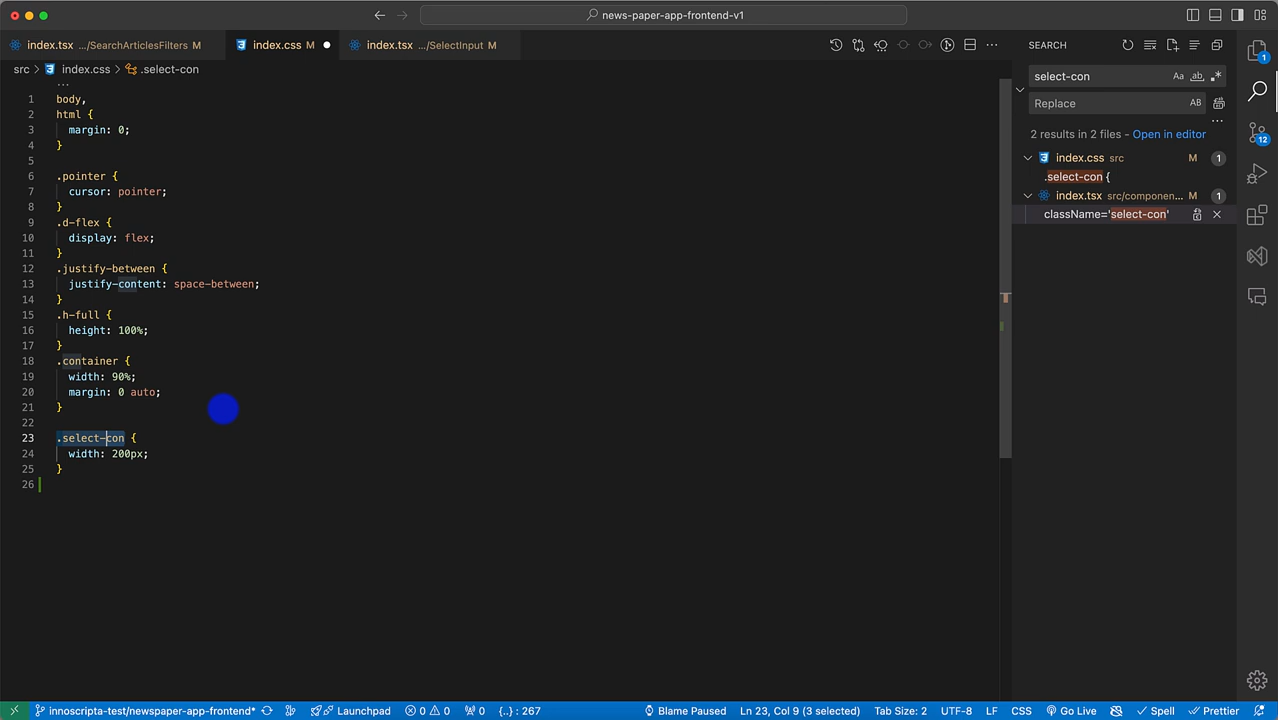 news-paper-app-frontend-v1
index.tsx .../SearchArticlesFilters M
index.css M
index.tsx .../SelectInput M
src > index.css > .select-con
...
1 body,
2 html {
3 margin: 0;
4 }
5
6 .pointer {
7 cursor: pointer;
8 }
9 .d-flex {
10 display: flex;
11 }
12 .justify-between {
13 justify-content: space-between;
14 }
15 .h-full {
16 height: 100%;
17 }
18 .container {
19 width: 90%;
20 margin: 0 auto;
21 }
22
23 .select-con {
24 width: 200px;
25 }
26
SEARCH
select-con Aa ab
Replace AB
...
2 results in 2 files - Open in editor
index.css src M 1
.select-con {
index.tsx src/componen... M 1
className='select-con'
1
12
innoscripta-test/newspaper-app-frontend* Launchpad 0 0 0 {..} : 267 Blame Paused Ln 23, Col 9 (3 selected) Tab Size: 2 UTF-8 LF CSS Go Live Spell Prettier